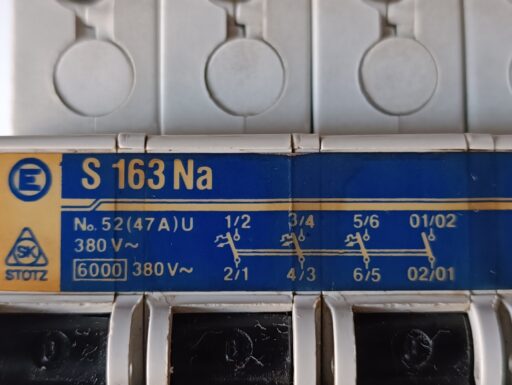 E
S 163 Na
No. 52(47A)U
380 V~
6000 380 V~
SK
STOTZ
1/2 3/4 5/6 01/02
2/1 4/3 6/5 02/01